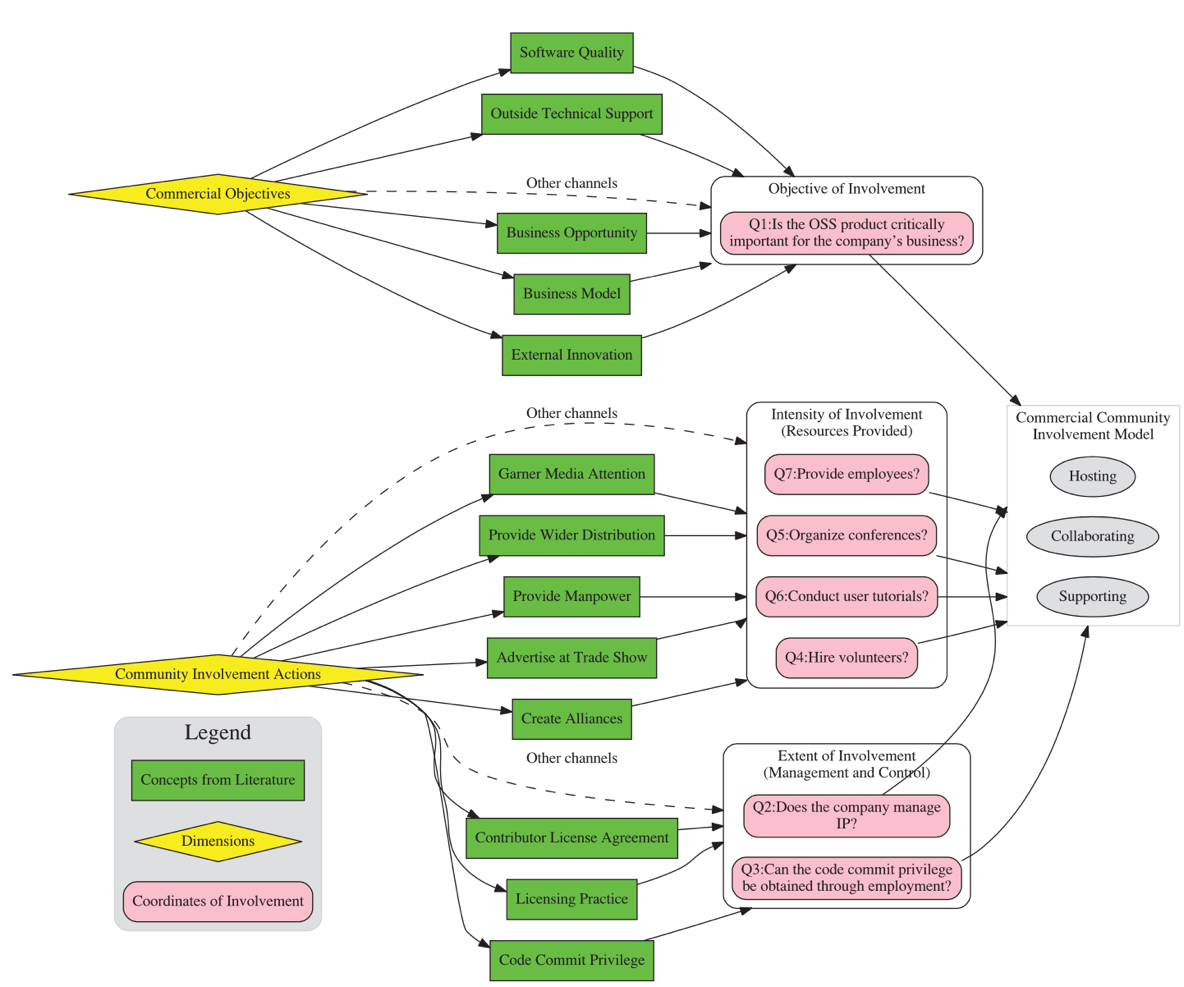 Software Quality
Outside Technical Support
Commercial Objectives
Other channels
Business Opportunity
Business Model
External Innovation
Objective of Involvement
Q1:Is the OSS product critically
important for the company's business?
Other channels
Garner Media Attention
Provide Wider Distribution
Provide Manpower
Advertise at Trade Show
Create Alliances
Community Involvement Actions
Other channels
Contributor License Agreement
Licensing Practice
Code Commit Privilege
Intensity of Involvement
(Resources Provided)
Q7:Provide employees?
Q5:Organize conferences?
Q6:Conduct user tutorials?
Q4:Hire volunteers?
Extent of Involvement
(Management and Control)
Q2:Does the company manage
IP?
Q3:Can the code commit privilege
be obtained through employment?
Commercial Community
Involvement Model
Hosting
Collaborating
Supporting
Legend
Concepts from Literature
Dimensions
Coordinates of Involvement